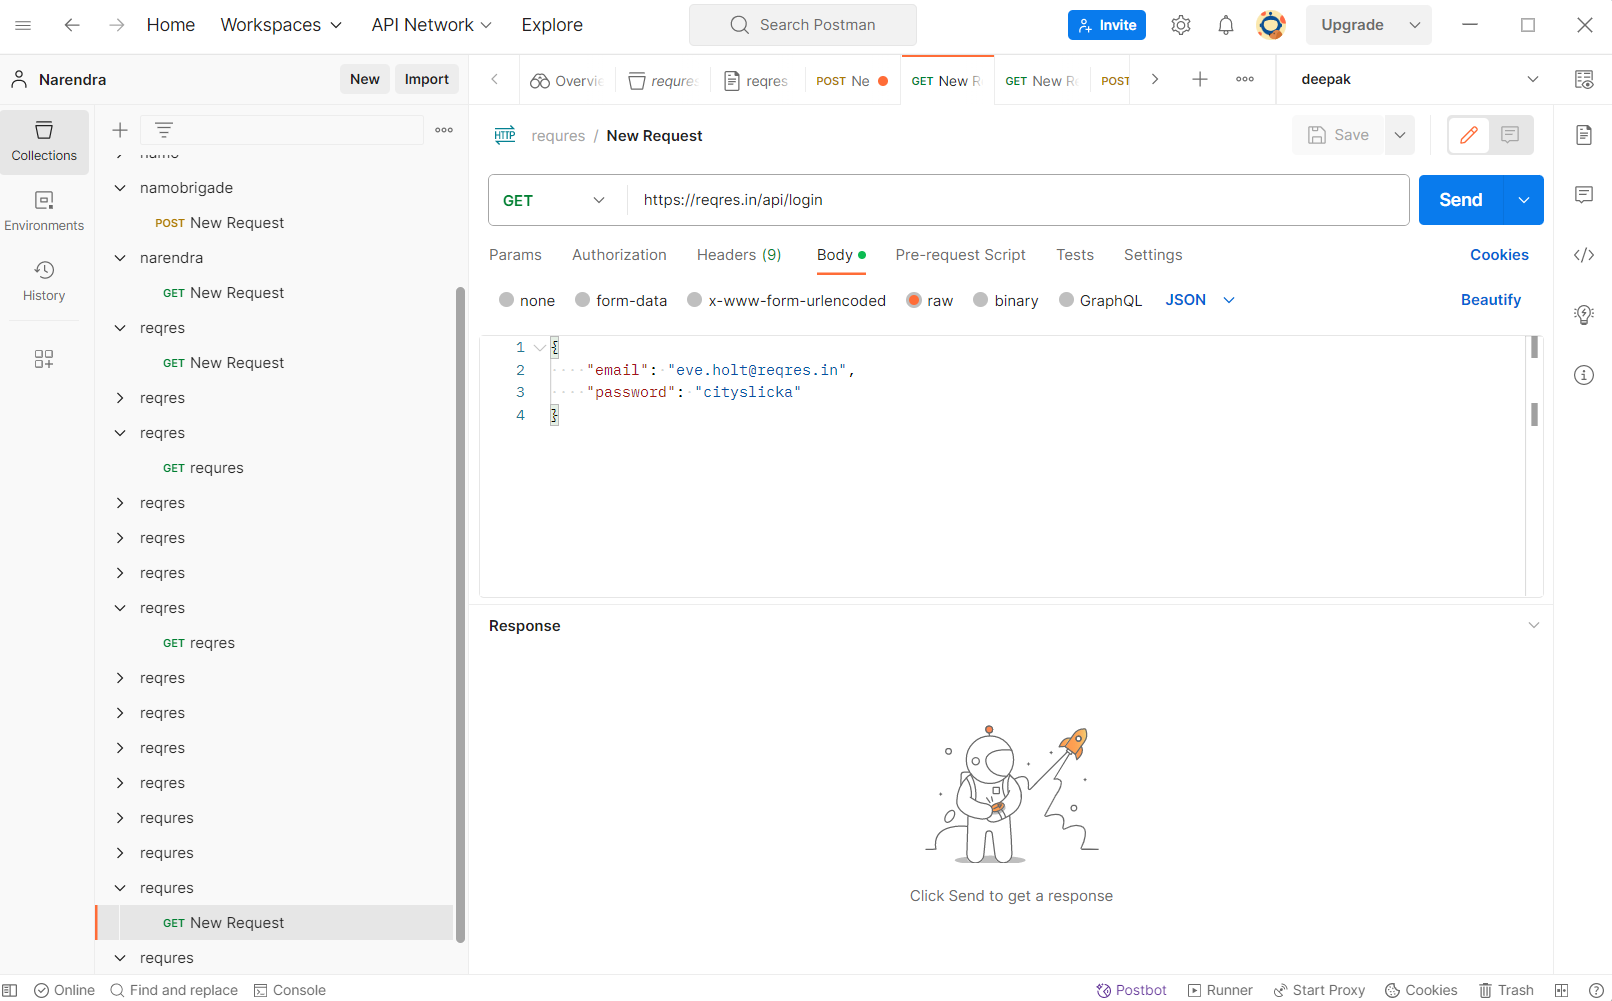 Home Workspaces API Network Explore Search Postman Invite Upgrade
Narendra New Import
Overvie requres reqres POST Ne GET New R GET New R POST deepak
Collections
Environments
History
namo
namobrigade
POST New Request
narendra
GET New Request
reqres
GET New Request
reqres
reqres
GET requres
reqres
reqres
reqres
reqres
GET reqres
reqres
reqres
reqres
reqres
requres
requres
requres
GET New Request
requres
HTTP requres / New Request Save
GET https://reqres.in/api/login Send
Params Authorization Headers (9) Body Pre-request Script Tests Settings Cookies
none form-data x-www-form-urlencoded raw binary GraphQL JSON Beautify
1 {
2 "email": "eve.holt@reqres.in",
3 "password": "cityslicka"
4 }
Response
Click Send to get a response
Online Find and replace Console Postbot Runner Start Proxy Cookies Trash